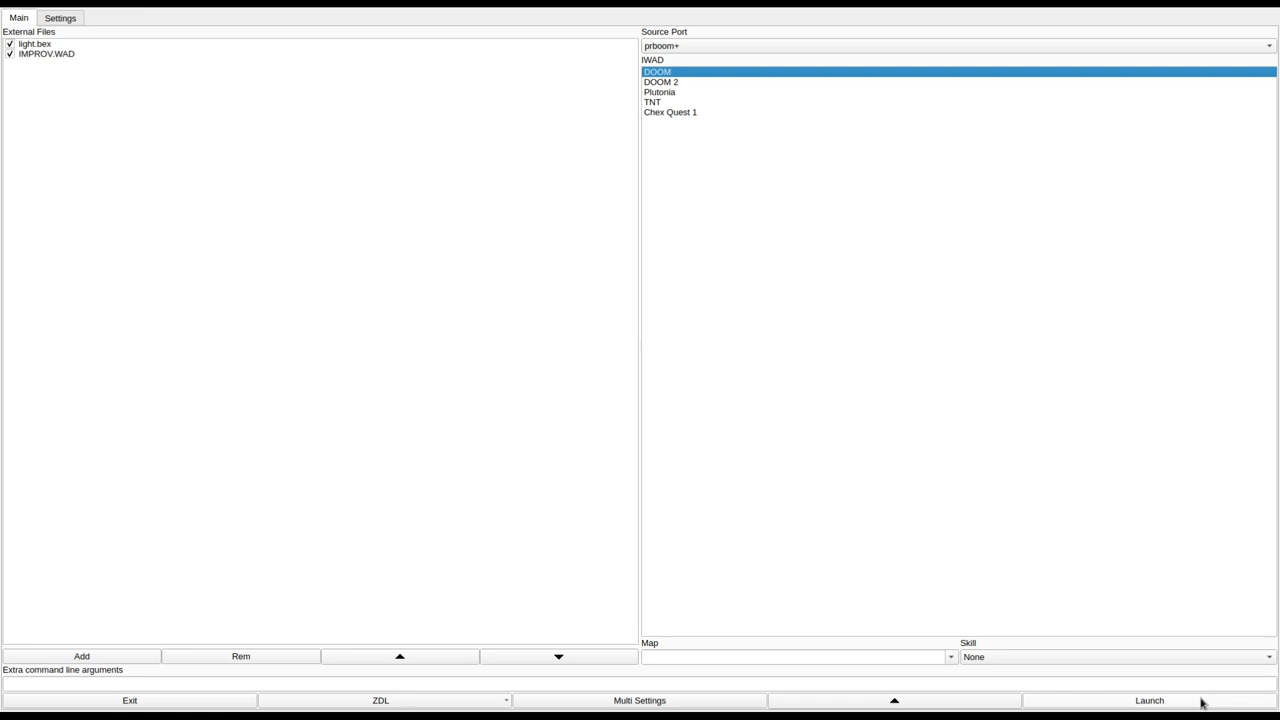 Main Settings
External Files
light.bex
IMPROV.WAD
Source Port
prboom+
IWAD
DOOM
DOOM 2
Plutonia
TNT
Chex Quest 1
Map Skill
None
Add Rem
Extra command line arguments
Exit ZDL Multi Settings Launch